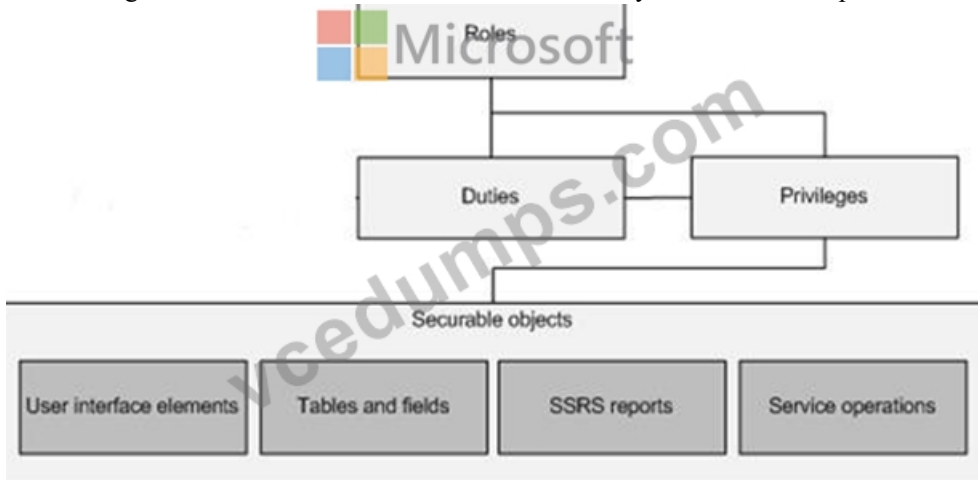 Microsoft
Roles
Duties
Privileges
vcedumps.com
Securable objects
User interface elements
Tables and fields
SSRS reports
Service operations